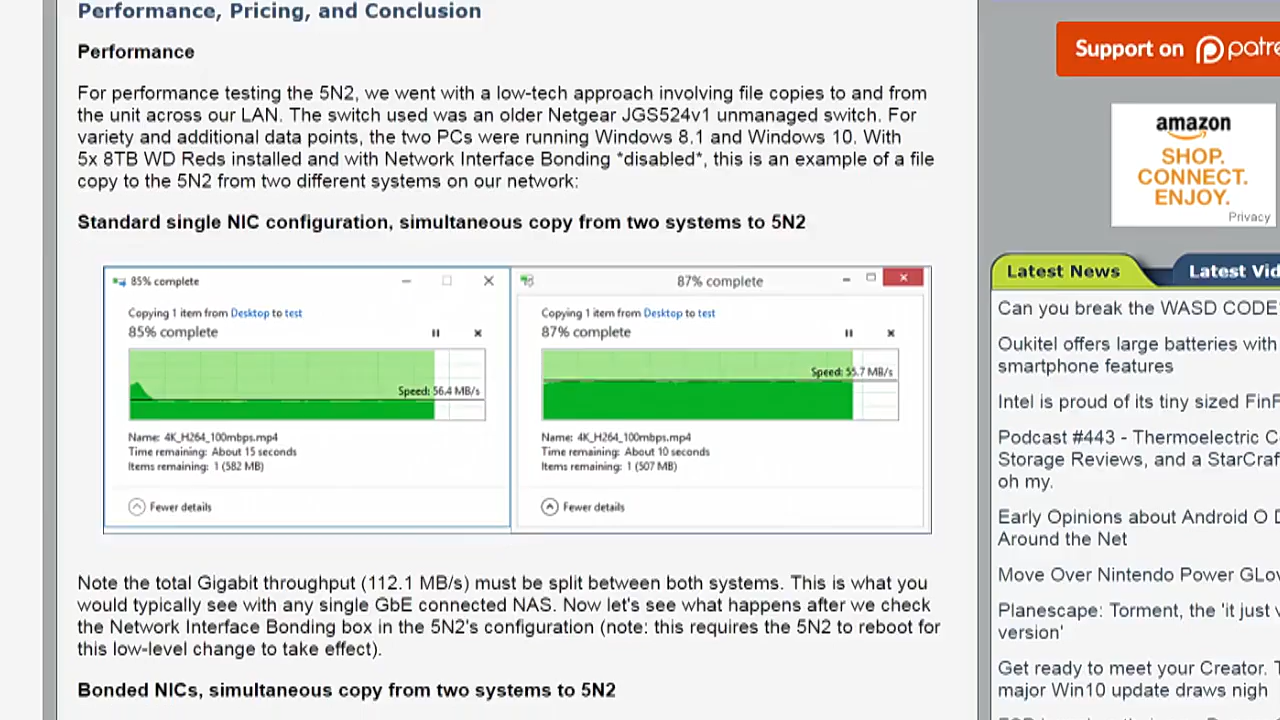 Performance, Pricing, and Conclusion
Performance
For performance testing the 5N2, we went with a low-tech approach involving file copies to and from
the unit across our LAN. The switch used was an older Netgear JGS524v1 unmanaged switch. For
variety and additional data points, the two PCs were running Windows 8.1 and Windows 10. With
5x 8TB WD Reds installed and with Network Interface Bonding *disabled*, this is an example of a file
copy to the 5N2 from two different systems on our network:
Standard single NIC configuration, simultaneous copy from two systems to 5N2
85% complete
Copying 1 item from Desktop to test
85% complete
Speed: 56.4 MB/s
Name: 4K_H264_100mbps.mp4
Time remaining: About 15 seconds
Items remaining: 1 (582 MB)
Fewer details
87% complete
Copying 1 item from Desktop to test
87% complete
Speed: 55.7 MB/s
Name: 4K_H264_100mbps.mp4
Time remaining: About 10 seconds
Items remaining: 1 (507 MB)
Fewer details
Note the total Gigabit throughput (112.1 MB/s) must be split between both systems. This is what you
would typically see with any single GbE connected NAS. Now let's see what happens after we check
the Network Interface Bonding box in the 5N2's configuration (note: this requires the 5N2 to reboot for
this low-level change to take effect).
Bonded NICs, simultaneous copy from two systems to 5N2
Support on patre
amazon
SHOP.
CONNECT.
ENJOY.
Privacy
Latest News
Latest Vid
Can you break the WASD CODE
Oukitel offers large batteries with
smartphone features
Intel is proud of its tiny sized FinF
Podcast #443 - Thermoelectric C
Storage Reviews, and a StarCraf
oh my.
Early Opinions about Android O D
Around the Net
Move Over Nintendo Power GLov
Planescape: Torment, the 'it just v
version'
Get ready to meet your Creator. T
major Win10 update draws nigh